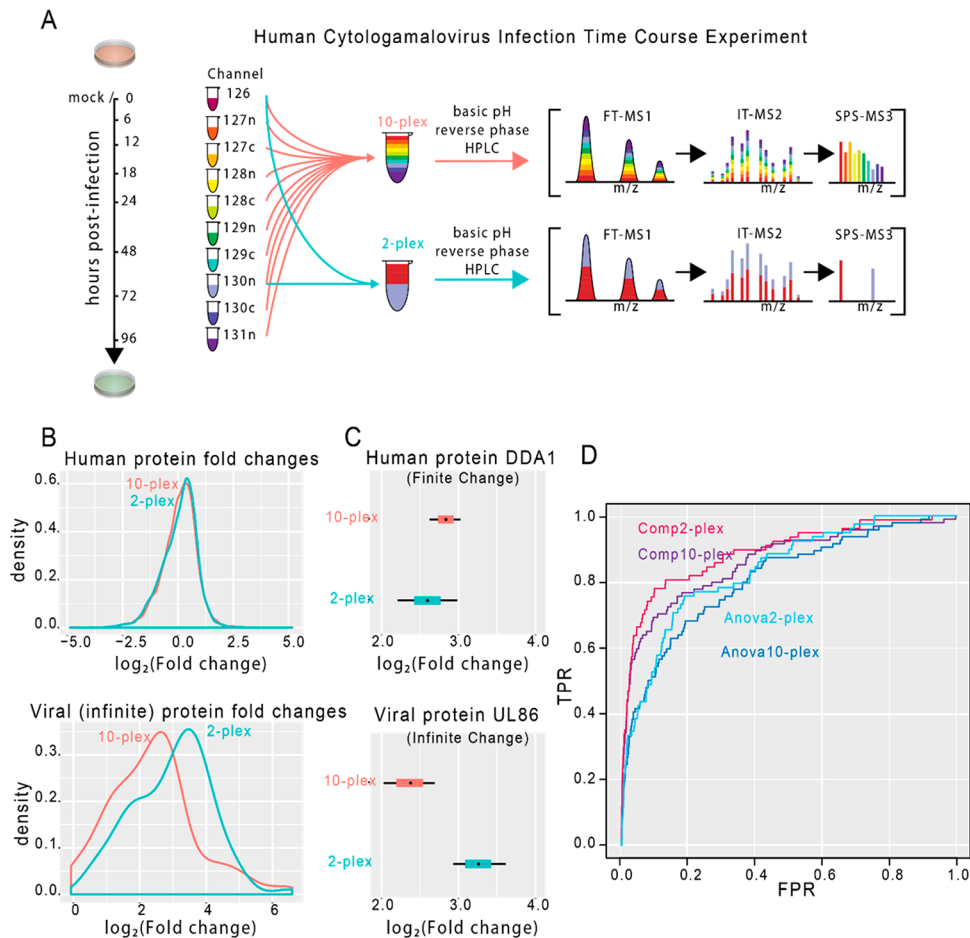 A
Human Cytologamalovirus Infection Time Course Experiment
hours post-infection
mock / 0
6
12
18
24
48
72
96
Channel
126
127n
127c
128n
128c
129n
129c
130n
130c
131n
10-plex
basic pH
reverse phase
HPLC
FT-MS1
m/z
IT-MS2
m/z
SPS-MS3
m/z
2-plex
basic pH
reverse phase
HPLC
FT-MS1
m/z
IT-MS2
m/z
SPS-MS3
m/z
B
Human protein fold changes
10-plex
2-plex
density
0.6
0.4
0.2
0.0
−5.0 −2.5 0.0 2.5 5.0
log₂(Fold change)
Viral (infinite) protein fold changes
10-plex
2-plex
density
0.3
0.2
0.1
0.0
0 2 4 6
log₂(Fold change)
C
Human protein DDA1
(Finite Change)
10-plex
2-plex
2.0 3.0 4.0
log₂(Fold change)
Viral protein UL86
(Infinite Change)
10-plex
2-plex
2.0 3.0 4.0
log₂(Fold change)
D
Comp2-plex
Comp10-plex
Anova2-plex
Anova10-plex
TPR
1.0
0.8
0.6
0.4
0.2
0.0
0.0 0.2 0.4 0.6 0.8 1.0
FPR